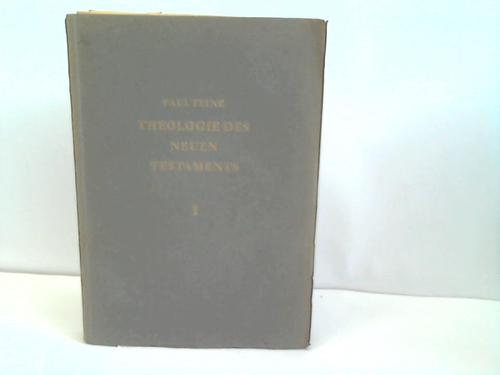 PAUL FEINE
THEOLOGIE DES
NEUEN
TESTAMENTS
I